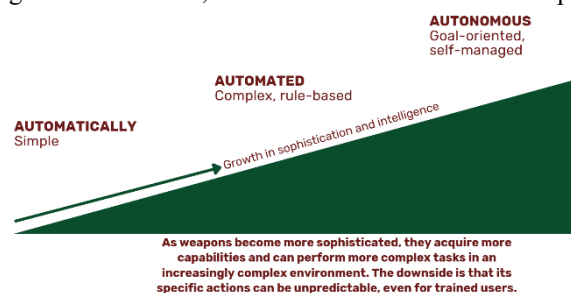 AUTONOMOUS
Goal-oriented,
self-managed
AUTOMATED
Complex, rule-based
AUTOMATICALLY
Simple
Growth in sophistication and intelligence
As weapons become more sophisticated, they acquire more
capabilities and can perform more complex tasks in an
increasingly complex environment. The downside is that its
specific actions can be unpredictable, even for trained users.